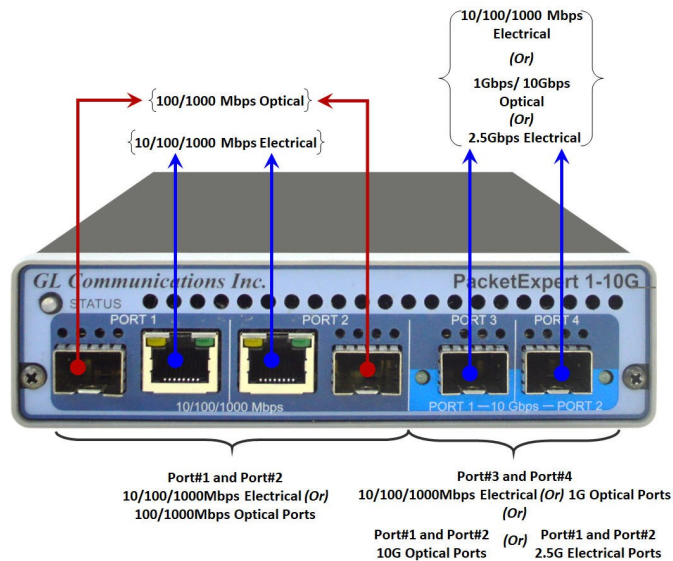 10/100/1000 Mbps
Electrical
(Or)
1Gbps/ 10Gbps
Optical
(Or)
2.5Gbps Electrical
{100/1000 Mbps Optical}
{10/100/1000 Mbps Electrical}
GL Communications Inc.
PacketExpert 1-10G
STATUS
PORT 1
PORT 2
PORT 3
PORT 4
10/100/1000 Mbps
PORT 1 — 10 Gbps — PORT 2
Port#1 and Port#2
10/100/1000Mbps Electrical (Or)
100/1000Mbps Optical Ports
Port#3 and Port#4
10/100/1000Mbps Electrical (Or) 1G Optical Ports
(Or)
Port#1 and Port#2
10G Optical Ports
(Or)
Port#1 and Port#2
2.5G Electrical Ports